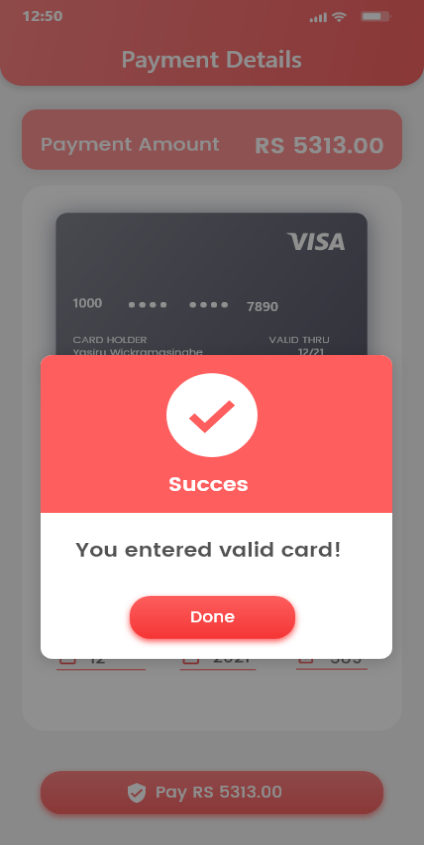 12:50
Payment Details
Payment Amount RS 5313.00
VISA
1000 •••• •••• 7890
CARD HOLDER VALID THRU
Yasiru Wickramasinghe 12/21
Succes
You entered valid card!
Done
12 2021
Pay RS 5313.00